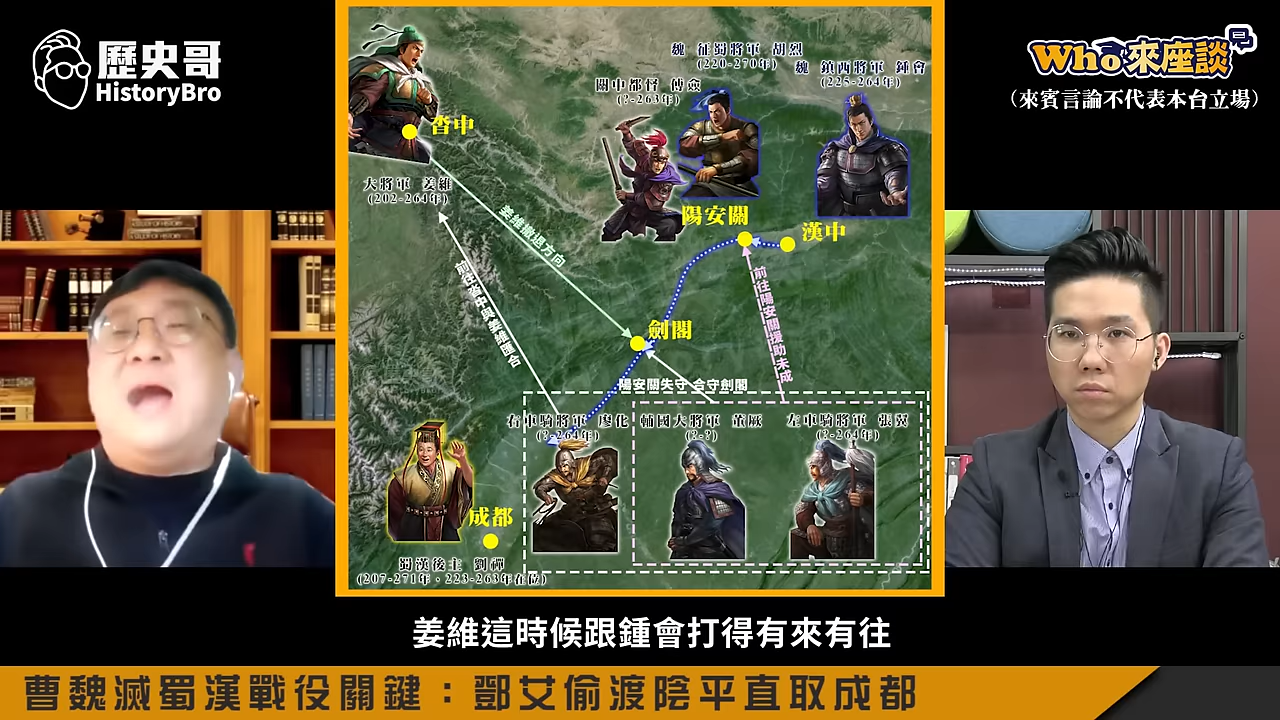 歷史哥
HistoryBro
Who來座談
(來賓言論不代表本台立場)
魏 征蜀將軍 胡烈
(220-270年)
魏 鎮西將軍 鍾會
(225-264年)
關中都督 傅僉
(?-263年)
沓中
大將軍 姜維
(202-264年)
陽安關
漢中
姜維撤退方向
前往沓中與姜維匯合
前往陽安關援助未成
劍閣
陽安關失守 合守劍閣
右車騎將軍 廖化
(?-264年)
輔國大將軍 董厥
(?-?)
左車騎將軍 張翼
(?-264年)
成都
蜀漢後主 劉禪
(207-271年，223-263年在位)
姜維這時候跟鍾會打得有來有往
曹魏滅蜀漢戰役關鍵：鄧艾偷渡陰平直取成都